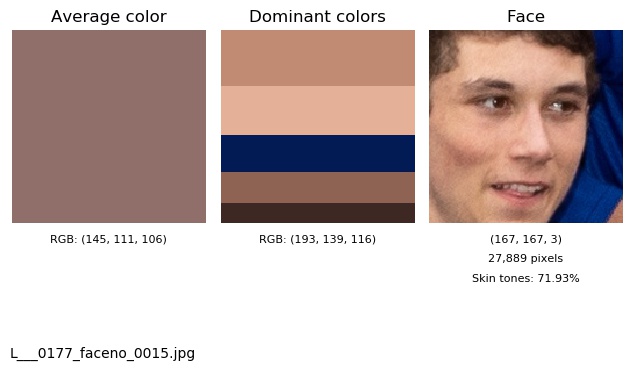 Average color
Dominant colors
Face
RGB: (145, 111, 106)
RGB: (193, 139, 116)
(167, 167, 3)
27,889 pixels
Skin tones: 71.93%
L___0177_faceno_0015.jpg